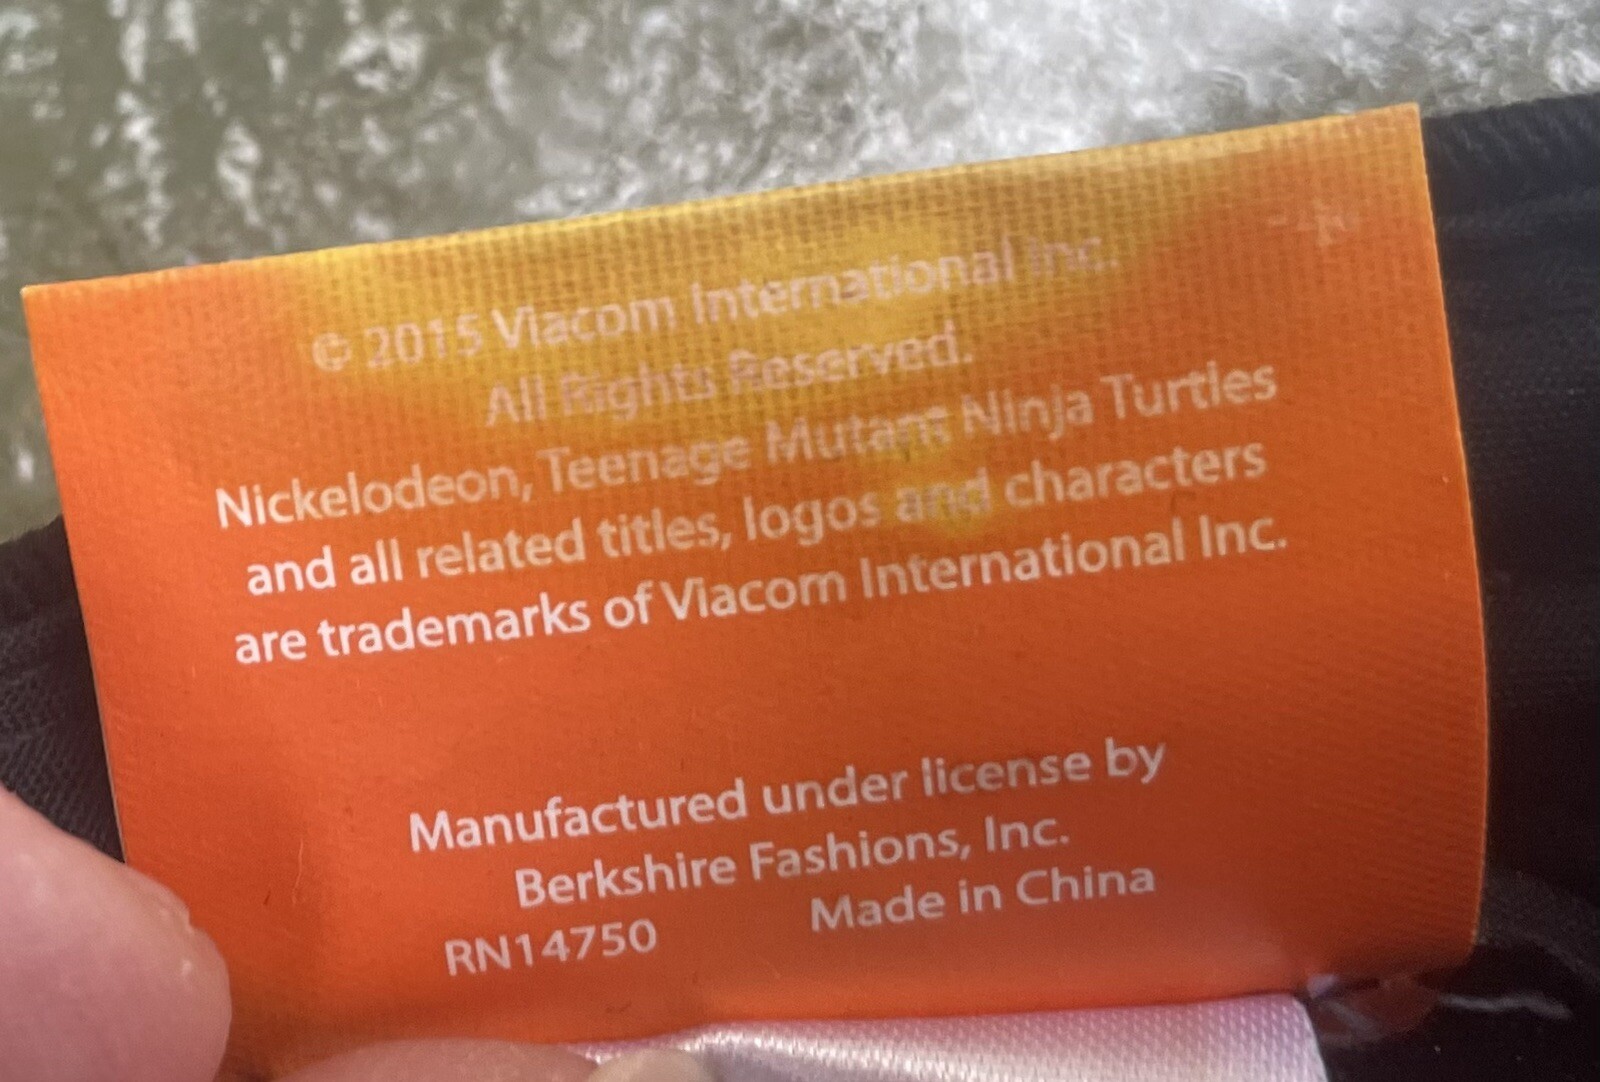 © 2015 Viacom International Inc.
All Rights Reserved.
Nickelodeon, Teenage Mutant Ninja Turtles
and all related titles, logos and characters
are trademarks of Viacom International Inc.
Manufactured under license by
Berkshire Fashions, Inc.
RN14750 Made in China